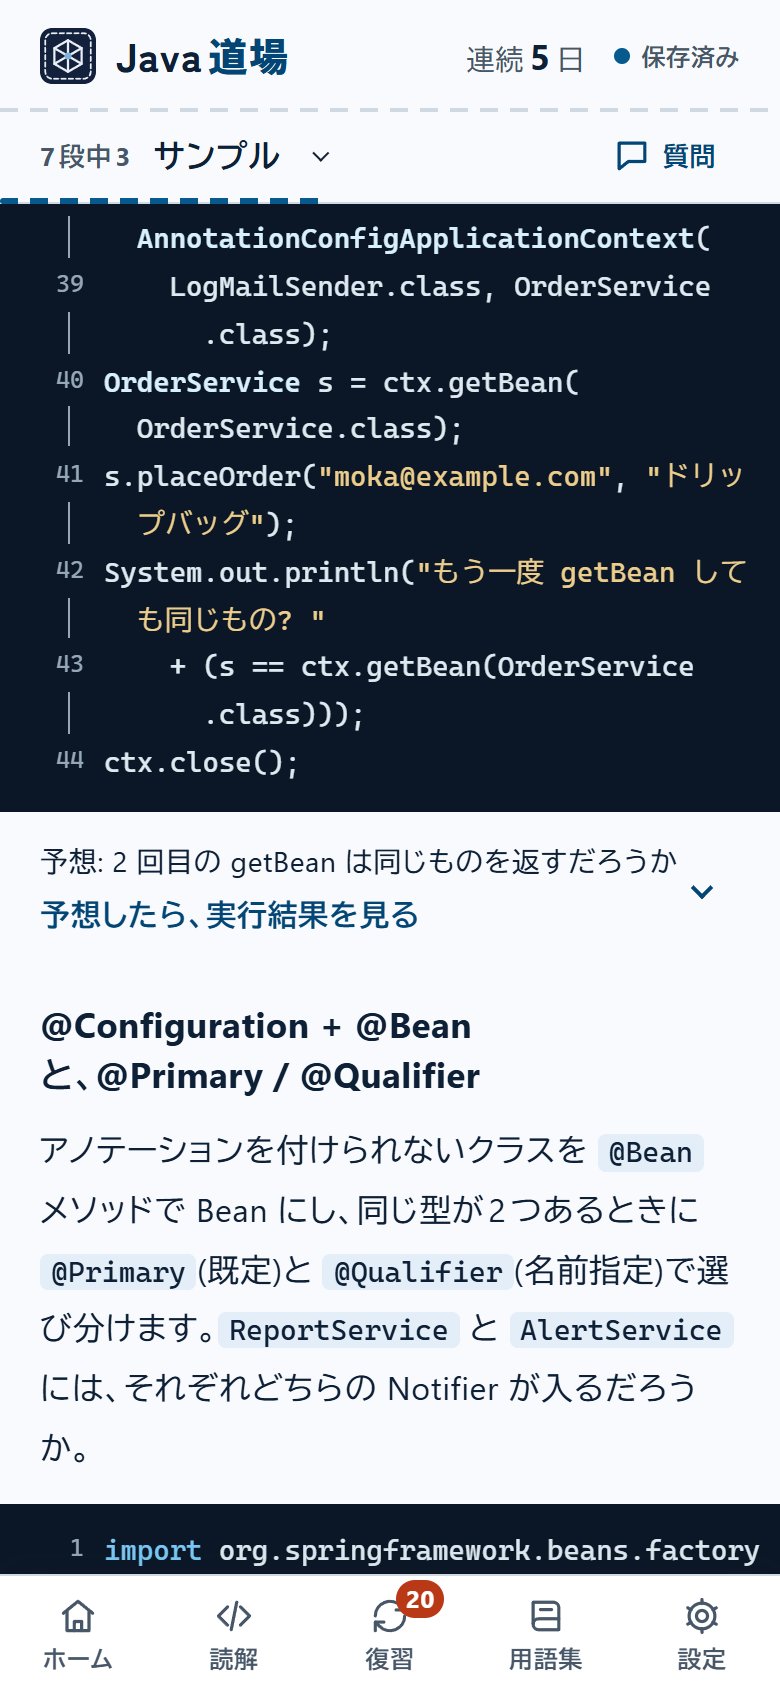 Java道場
連続 5 日
保存済み
7段中3 サンプル
質問
AnnotationConfigApplicationContext(
39 LogMailSender.class, OrderService
.class);
40 OrderService s = ctx.getBean(
OrderService.class);
41 s.placeOrder("moka@example.com", "ドリッ
プバッグ");
42 System.out.println("もう一度 getBean して
も同じもの? "
43 + (s == ctx.getBean(OrderService
.class)));
44 ctx.close();
予想: 2 回目の getBean は同じものを返すだろうか
予想したら、実行結果を見る
@Configuration + @Bean
と、@Primary / @Qualifier
アノテーションを付けられないクラスを @Bean
メソッドで Bean にし、同じ型が2つあるときに
@Primary(既定)と @Qualifier(名前指定)で選
び分けます。ReportService と AlertService
には、それぞれどちらの Notifier が入るだろう
か。
1 import org.springframework.beans.factory
20
ホーム
読解
復習
用語集
設定